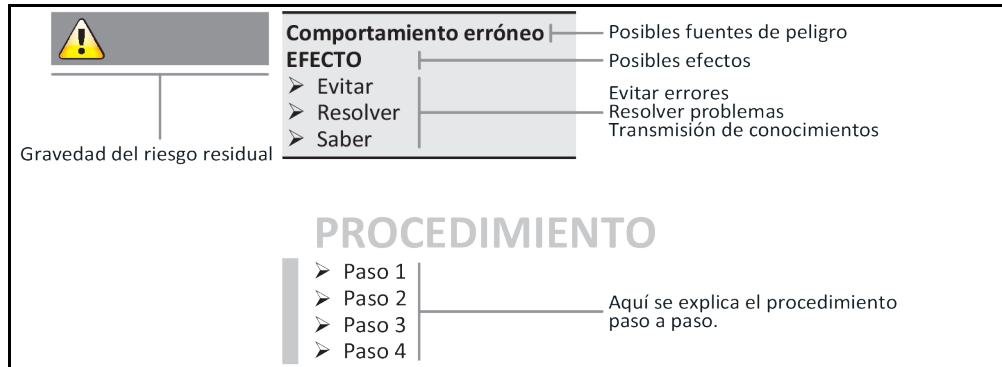 Comportamiento erróneo
Posibles fuentes de peligro
EFECTO
Posibles efectos
Evitar
Resolver
Saber
Evitar errores
Resolver problemas
Transmisión de conocimientos
Gravedad del riesgo residual
PROCEDIMIENTO
Paso 1
Paso 2
Paso 3
Paso 4
Aquí se explica el procedimiento
paso a paso.